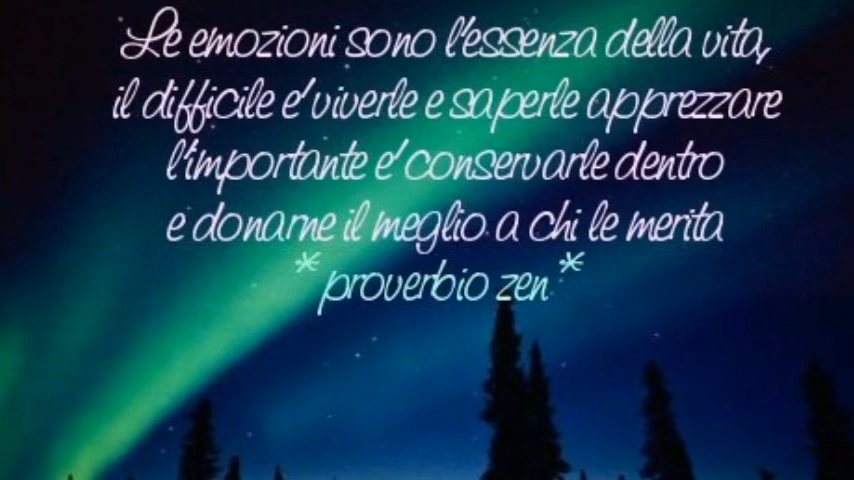 Le emozioni sono l'essenza della vita,
il difficile e' viverle e saperle apprezzare
l'importante e' conservarle dentro
e donarne il meglio a chi le merita
*proverbio zen*